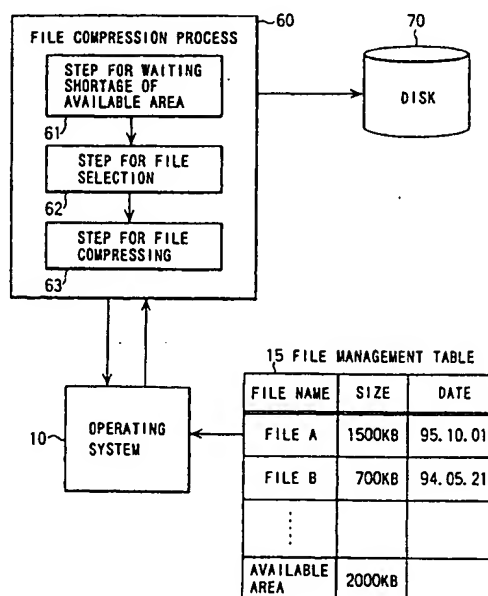 60
FILE COMPRESSION PROCESS
STEP FOR WAITING
SHORTAGE OF
AVAILABLE AREA
61
STEP FOR FILE
SELECTION
62
STEP FOR FILE
COMPRESSING
63
70
DISK
10
OPERATING
SYSTEM
15 FILE MANAGEMENT TABLE
FILE NAME SIZE DATE
FILE A 1500KB 95.10.01
FILE B 700KB 94.05.21
AVAILABLE
AREA 2000KB